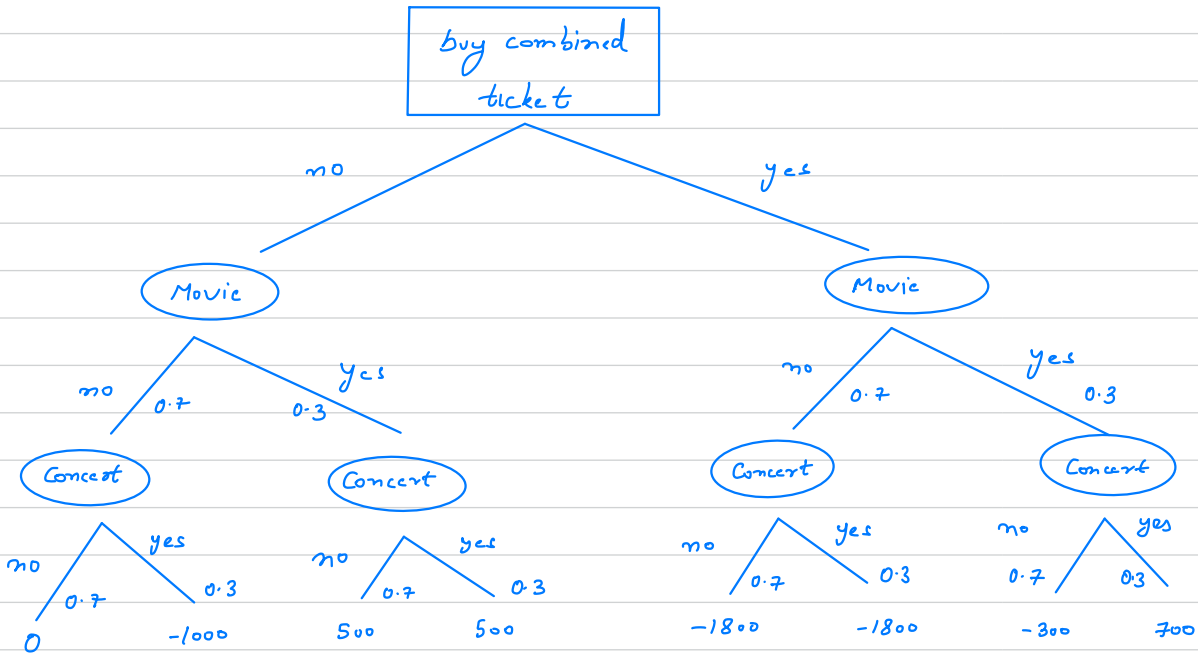 buy combined
ticket
no yes
Movie Movie
no yes no yes
0.7 0.3 0.7 0.3
Concert Concert Concert Concert
no yes no yes no yes no yes
0.7 0.3 0.7 0.3 0.7 0.3 0.7 0.3
0 -1000 500 500 -1800 -1800 -300 700